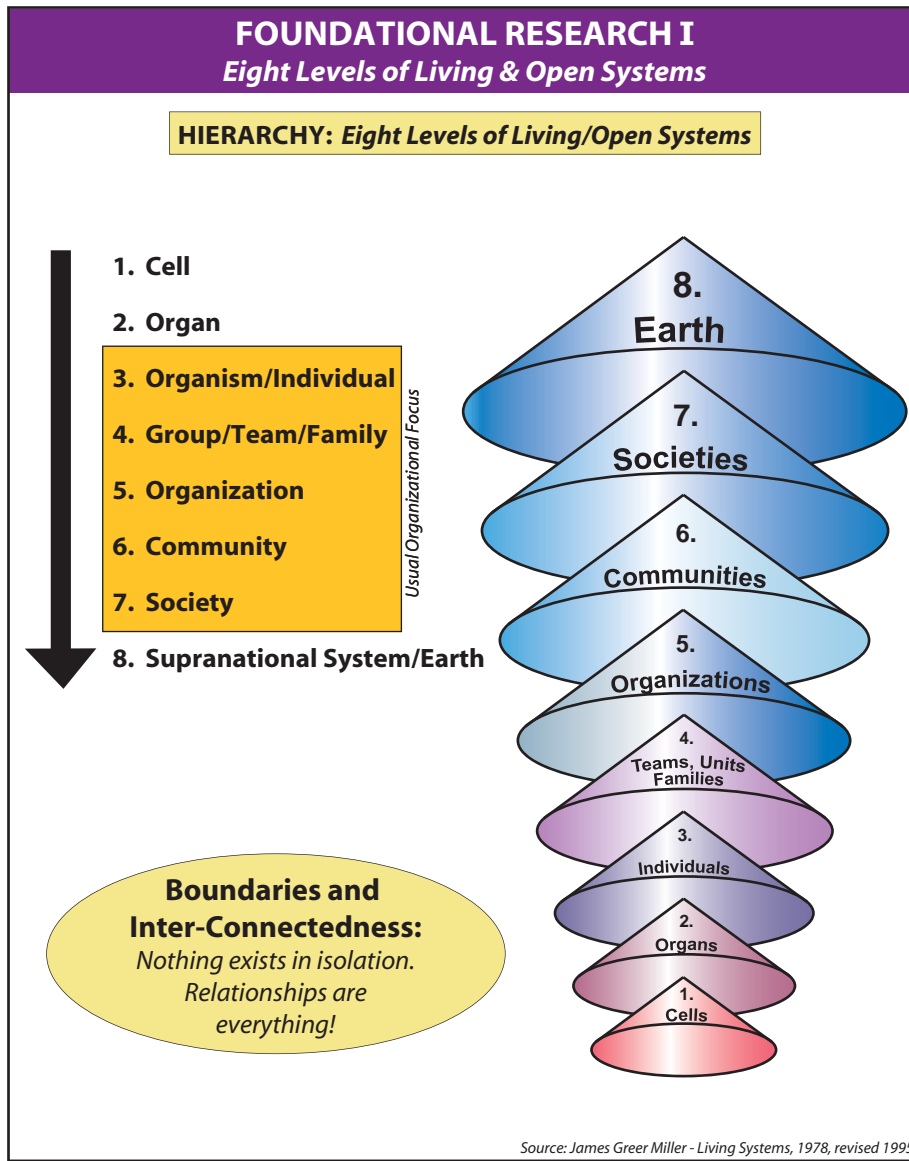 FOUNDATIONAL RESEARCH I
Eight Levels of Living & Open Systems
HIERARCHY: Eight Levels of Living/Open Systems
1. Cell
2. Organ
3. Organism/Individual
4. Group/Team/Family
5. Organization
6. Community
7. Society
8. Supranational System/Earth
Usual Organizational Focus
8.
Earth
7.
Societies
6.
Communities
5.
Organizations
4.
Teams, Units
Families
3.
Individuals
2.
Organs
1.
Cells
Boundaries and
Inter-Connectedness:
Nothing exists in isolation.
Relationships are
everything!
Source: James Greer Miller - Living Systems, 1978, revised 1995